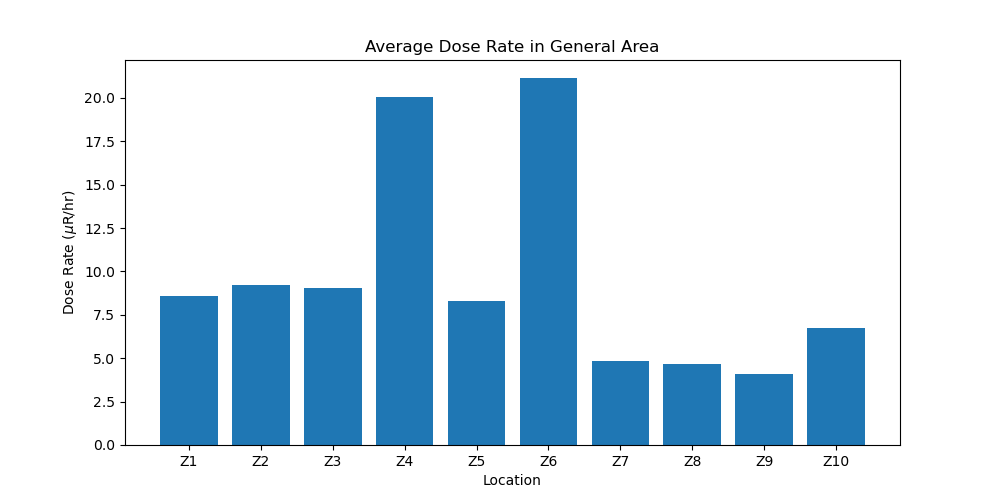 Average Dose Rate in General Area
Dose Rate (μR/hr)
20.0
17.5
15.0
12.5
10.0
7.5
5.0
2.5
0.0
Z1 Z2 Z3 Z4 Z5 Z6 Z7 Z8 Z9 Z10
Location